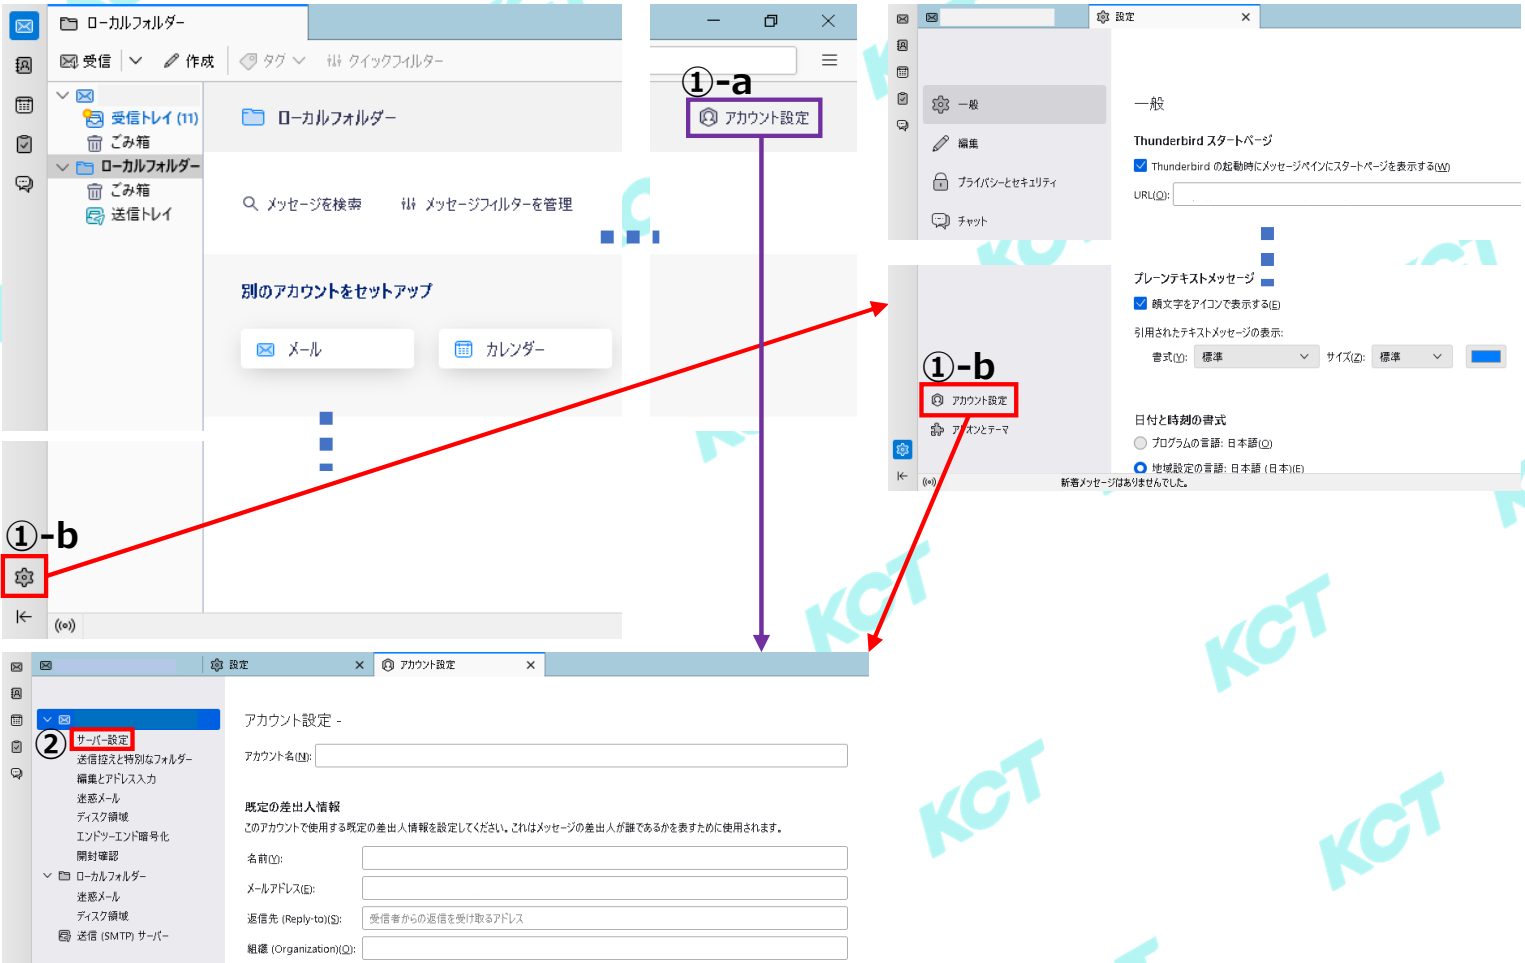 ローカルフォルダー
受信
作成
タグ
クイックフィルター
受信トレイ (11)
ごみ箱
ローカルフォルダー
ごみ箱
送信トレイ
ローカルフォルダー
メッセージを検索
メッセージフィルターを管理
別のアカウントをセットアップ
メール
カレンダー
①-a
アカウント設定
①-b
設定
一般
編集
プライバシーとセキュリティ
チャット
一般
Thunderbird スタートページ
Thunderbird の起動時にメッセージペインにスタートページを表示する(W)
URL(O):
プレーンテキストメッセージ
顔文字をアイコンで表示する(E)
引用されたテキストメッセージの表示:
書式(Y): 標準 サイズ(Z): 標準
①-b
アカウント設定
アドオンとテーマ
日付と時刻の書式
プログラムの言語: 日本語(O)
地域設定の言語: 日本語 (日本)(E)
新着メッセージはありませんでした。
設定
アカウント設定
②
サーバー設定
送信控えと特別なフォルダー
編集とアドレス入力
迷惑メール
ディスク領域
エンドツーエンド暗号化
開封確認
ローカルフォルダー
迷惑メール
ディスク領域
送信 (SMTP) サーバー
アカウント設定 -
アカウント名(N):
既定の差出人情報
このアカウントで使用する既定の差出人情報を設定してください。これはメッセージの差出人が誰であるかを表すために使用されます。
名前(Y):
メールアドレス(E):
返信先 (Reply-to)(S): 受信者からの返信を受け取るアドレス
組織 (Organization)(O):
KCT
KCT
KCT
KCT